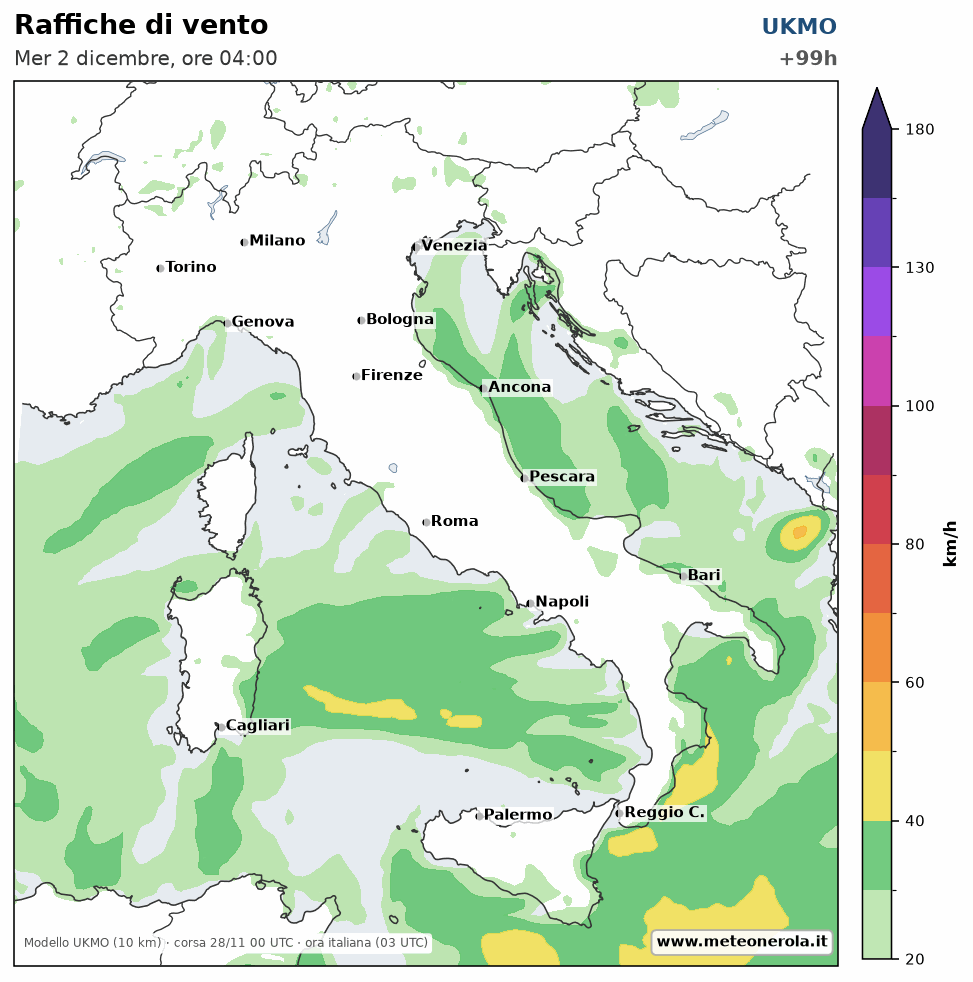 Raffiche di vento
UKMO
Mer 2 dicembre, ore 04:00
+99h
180
130
100
80
60
40
20
km/h
Milano
Venezia
Torino
Genova
Bologna
Firenze
Ancona
Pescara
Roma
Bari
Napoli
Cagliari
Palermo
Reggio C.
Modello UKMO (10 km) · corsa 28/11 00 UTC · ora italiana (03 UTC)
www.meteonerola.it